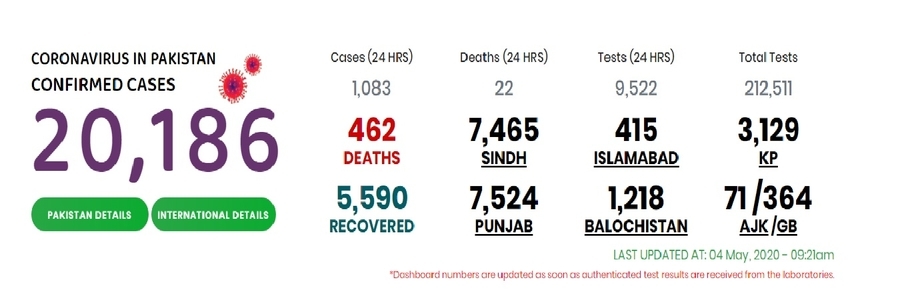 CORONAVIRUS IN PAKISTAN
CONFIRMED CASES
20,186
PAKISTAN DETAILS INTERNATIONAL DETAILS
Cases (24 HRS) Deaths (24 HRS) Tests (24 HRS) Total Tests
1,083 22 9,522 212,511
462 7,465 415 3,129
DEATHS SINDH ISLAMABAD KP
5,590 7,524 1,218 71 /364
RECOVERED PUNJAB BALOCHISTAN AJK /GB
LAST UPDATED AT: 04 May, 2020 - 09:21am
*Dashboard numbers are updated as soon as authenticated test results are received from the laboratories.